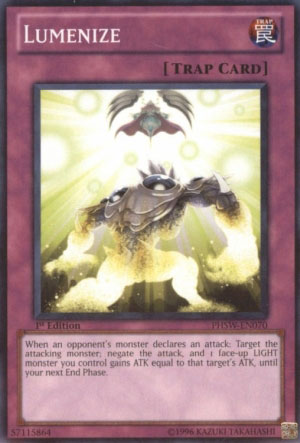 LUMENIZE
TRAP
罠
[TRAP CARD]
1st Edition
PHSW-EN070
When an opponent's monster declares an attack: Target the
attacking monster; negate the attack, and 1 face-up LIGHT
monster you control gains ATK equal to that target's ATK, until
your next End Phase.
57115864
©1996 KAZUKI TAKAHASHI